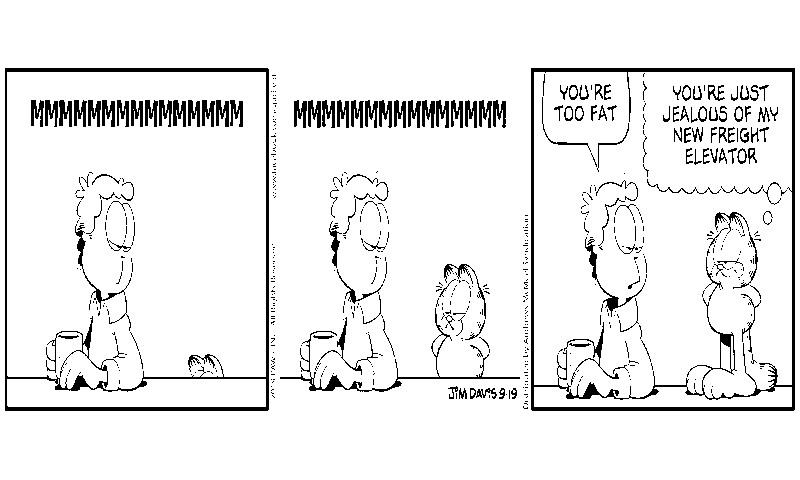 MMMMMMMMMMMMMMM
MMMMMMMMMMMMMMM
JIM DAVIS 9·19
YOU'RE
TOO FAT
YOU'RE JUST
JEALOUS OF MY
NEW FREIGHT
ELEVATOR